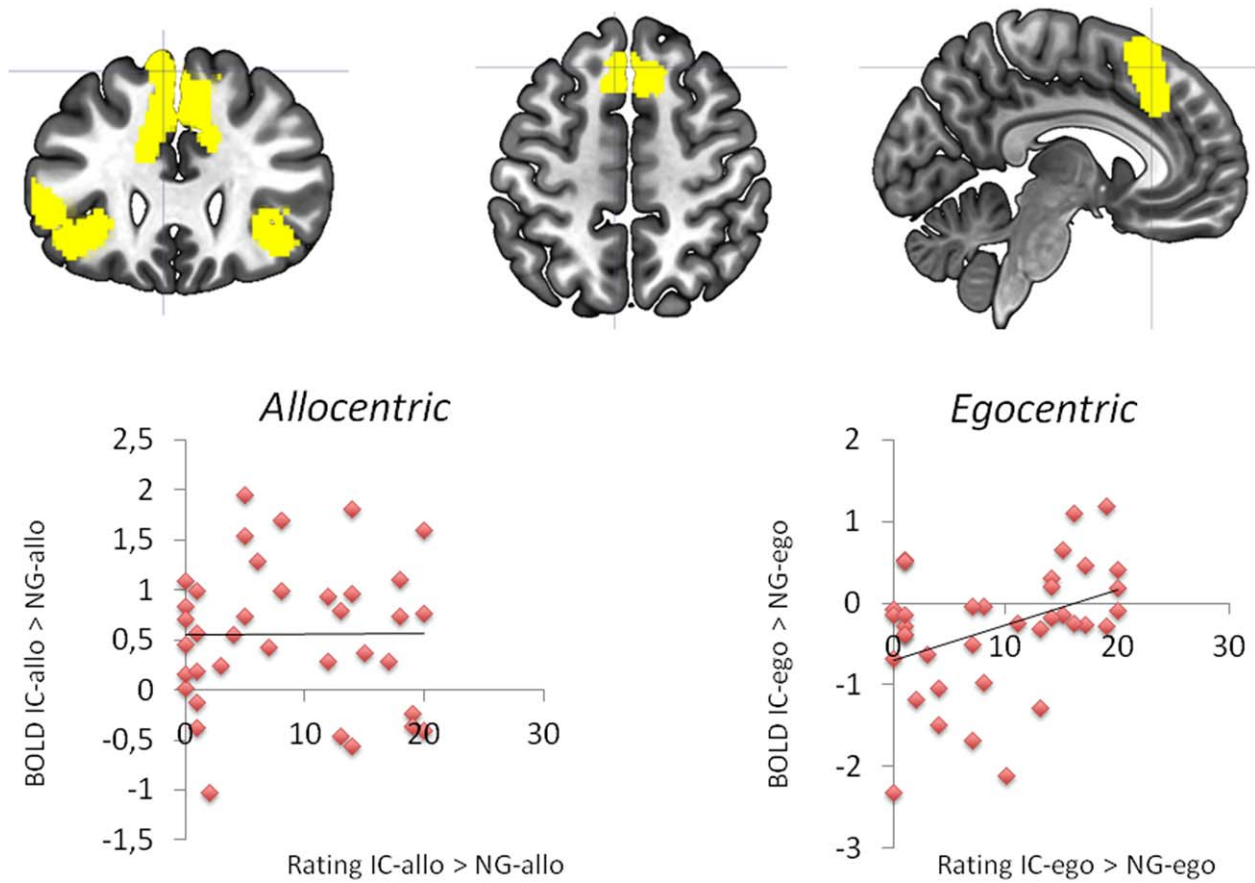 Allocentric
2,5
2
1,5
1
0,5
0
-0,5
-1
-1,5
0 10 20 30
BOLD IC-allo > NG-allo
Rating IC-allo > NG-allo
Egocentric
2
1
0
-1
-2
-3
0 10 20 30
BOLD IC-ego > NG-ego
Rating IC-ego > NG-ego